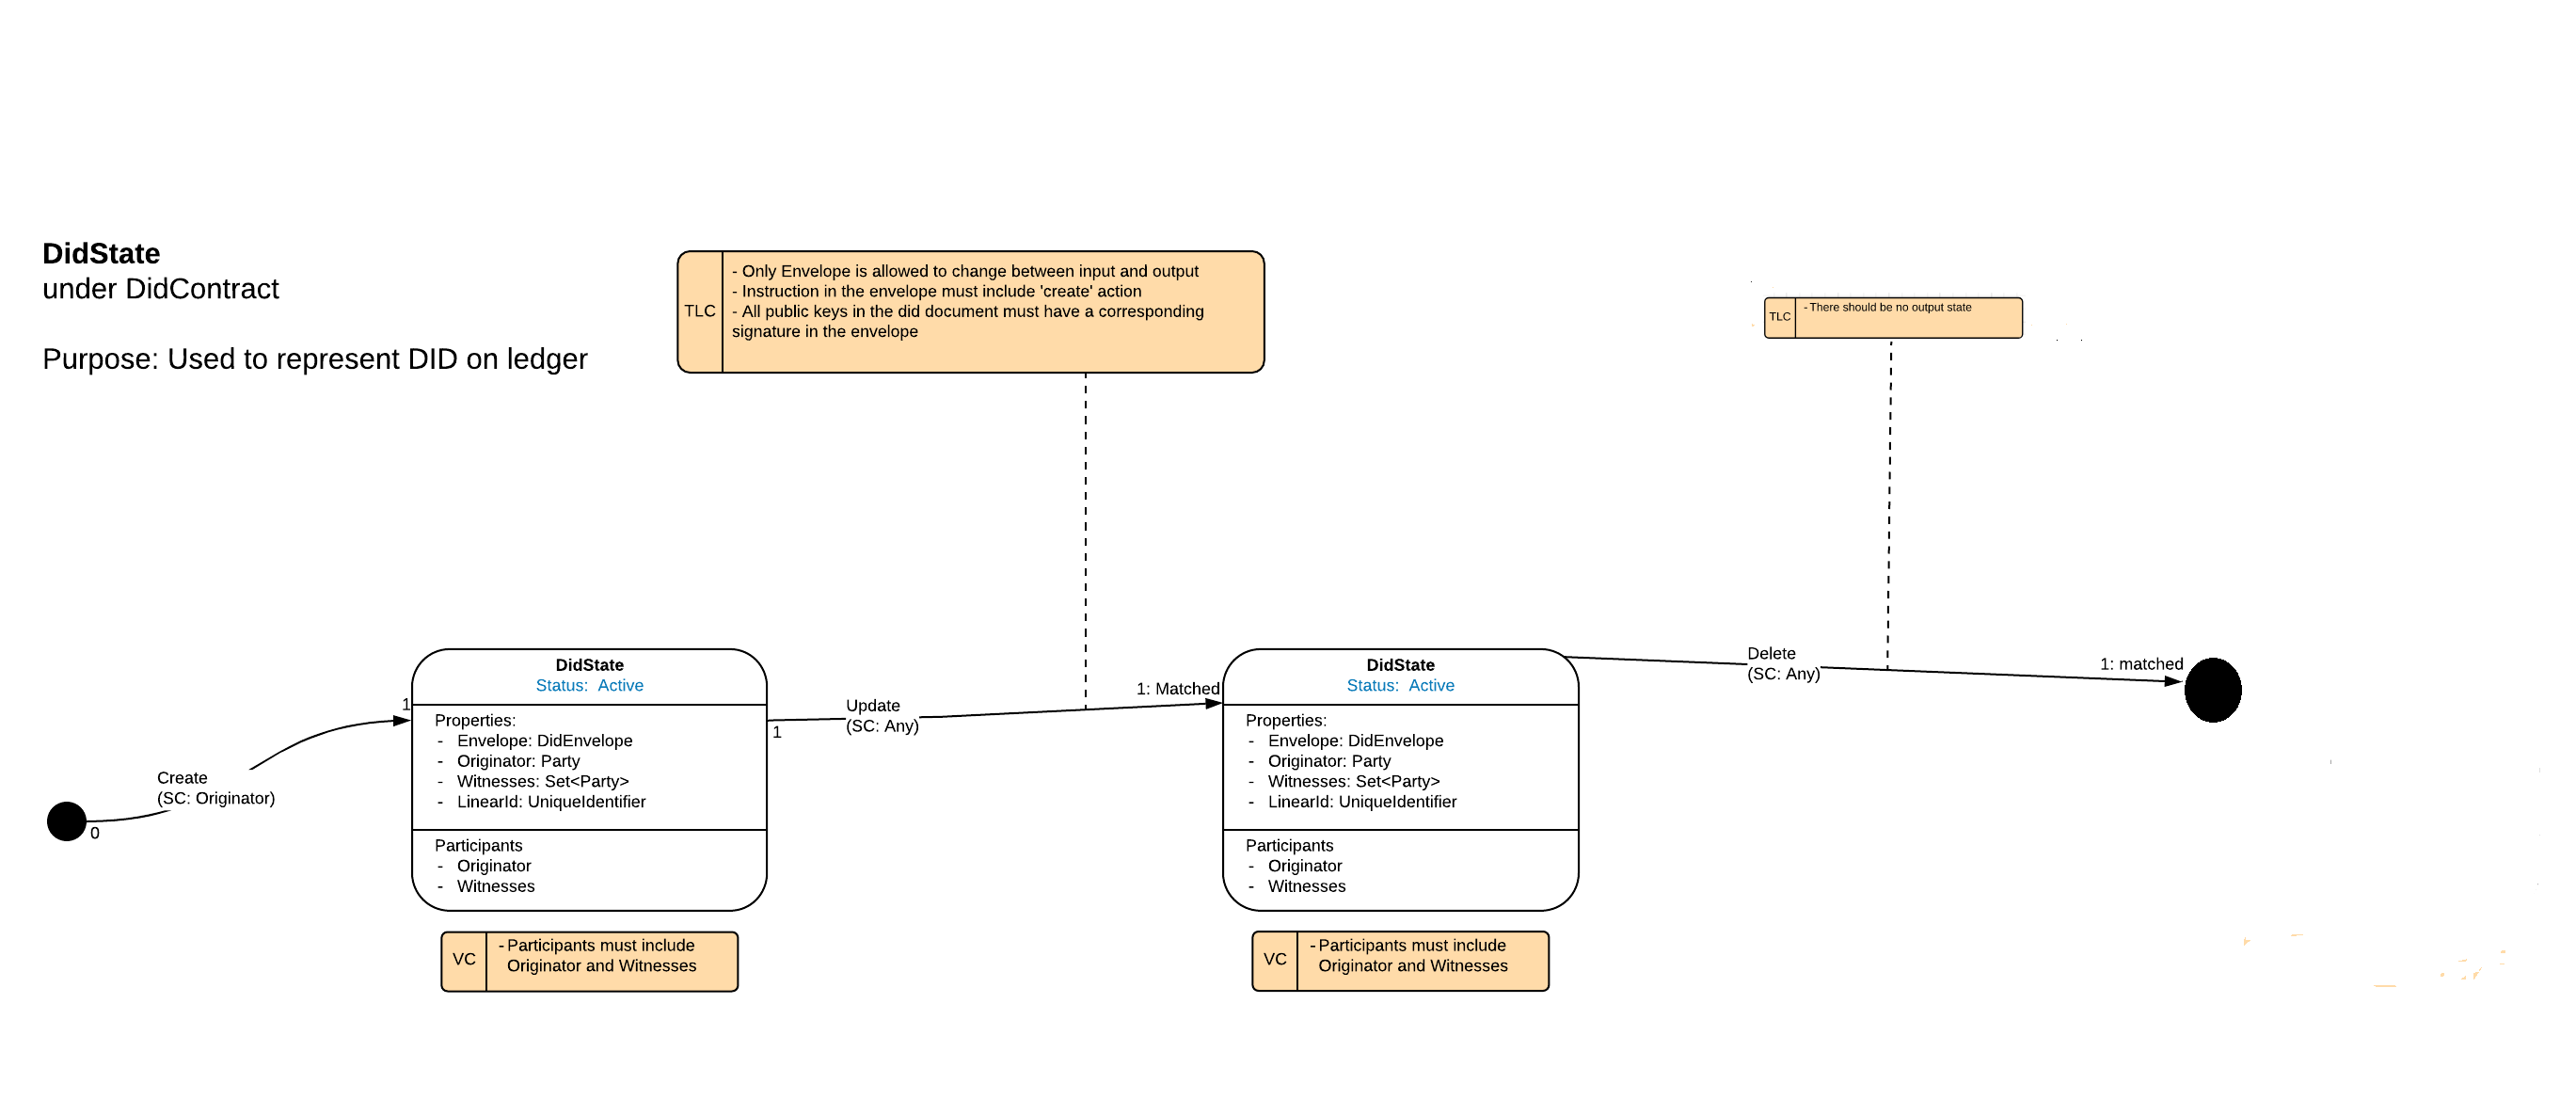 DidState
under DidContract
Purpose: Used to represent DID on ledger
TLC
- Only Envelope is allowed to change between input and output
- Instruction in the envelope must include 'create' action
- All public keys in the did document must have a corresponding
signature in the envelope
TLC
- There should be no output state
0
Create
(SC: Originator)
1
DidState
Status: Active
Properties:
- Envelope: DidEnvelope
- Originator: Party
- Witnesses: Set<Party>
- LinearId: UniqueIdentifier
Participants
- Originator
- Witnesses
VC
- Participants must include
Originator and Witnesses
1
Update
(SC: Any)
1: Matched
DidState
Status: Active
Properties:
- Envelope: DidEnvelope
- Originator: Party
- Witnesses: Set<Party>
- LinearId: UniqueIdentifier
Participants
- Originator
- Witnesses
VC
- Participants must include
Originator and Witnesses
Delete
(SC: Any)
1: matched